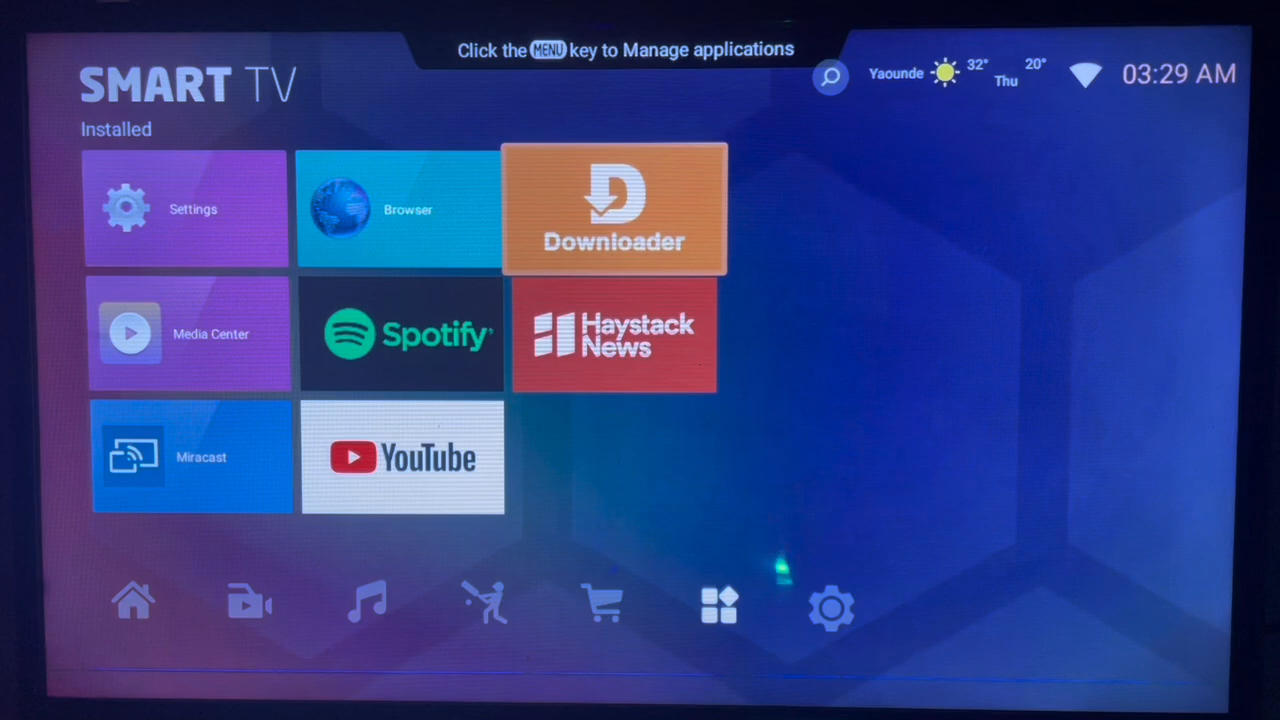 Click the MENU key to Manage applications
SMART TV
Yaounde 32° Thu 20° 03:29 AM
Installed
Settings
Browser
Downloader
Media Center
Spotify
Haystack
News
Miracast
YouTube